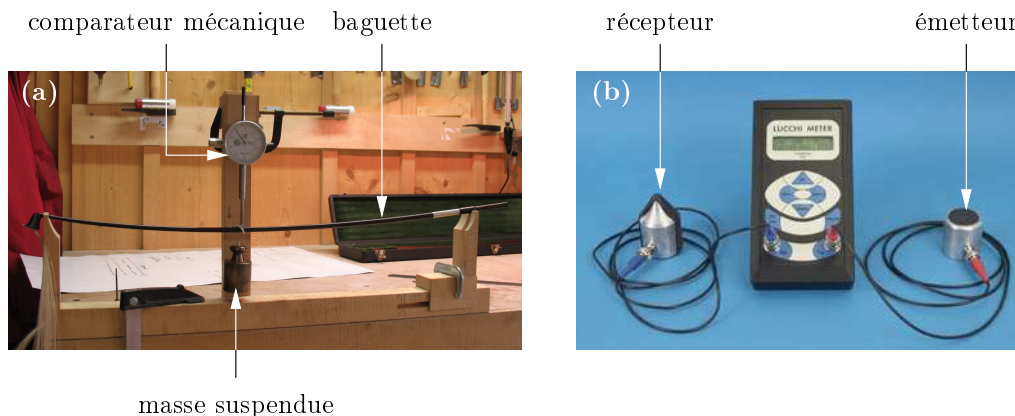 comparateur mécanique baguette
récepteur émetteur
(a)
(b)
LUCCHI METER
masse suspendue